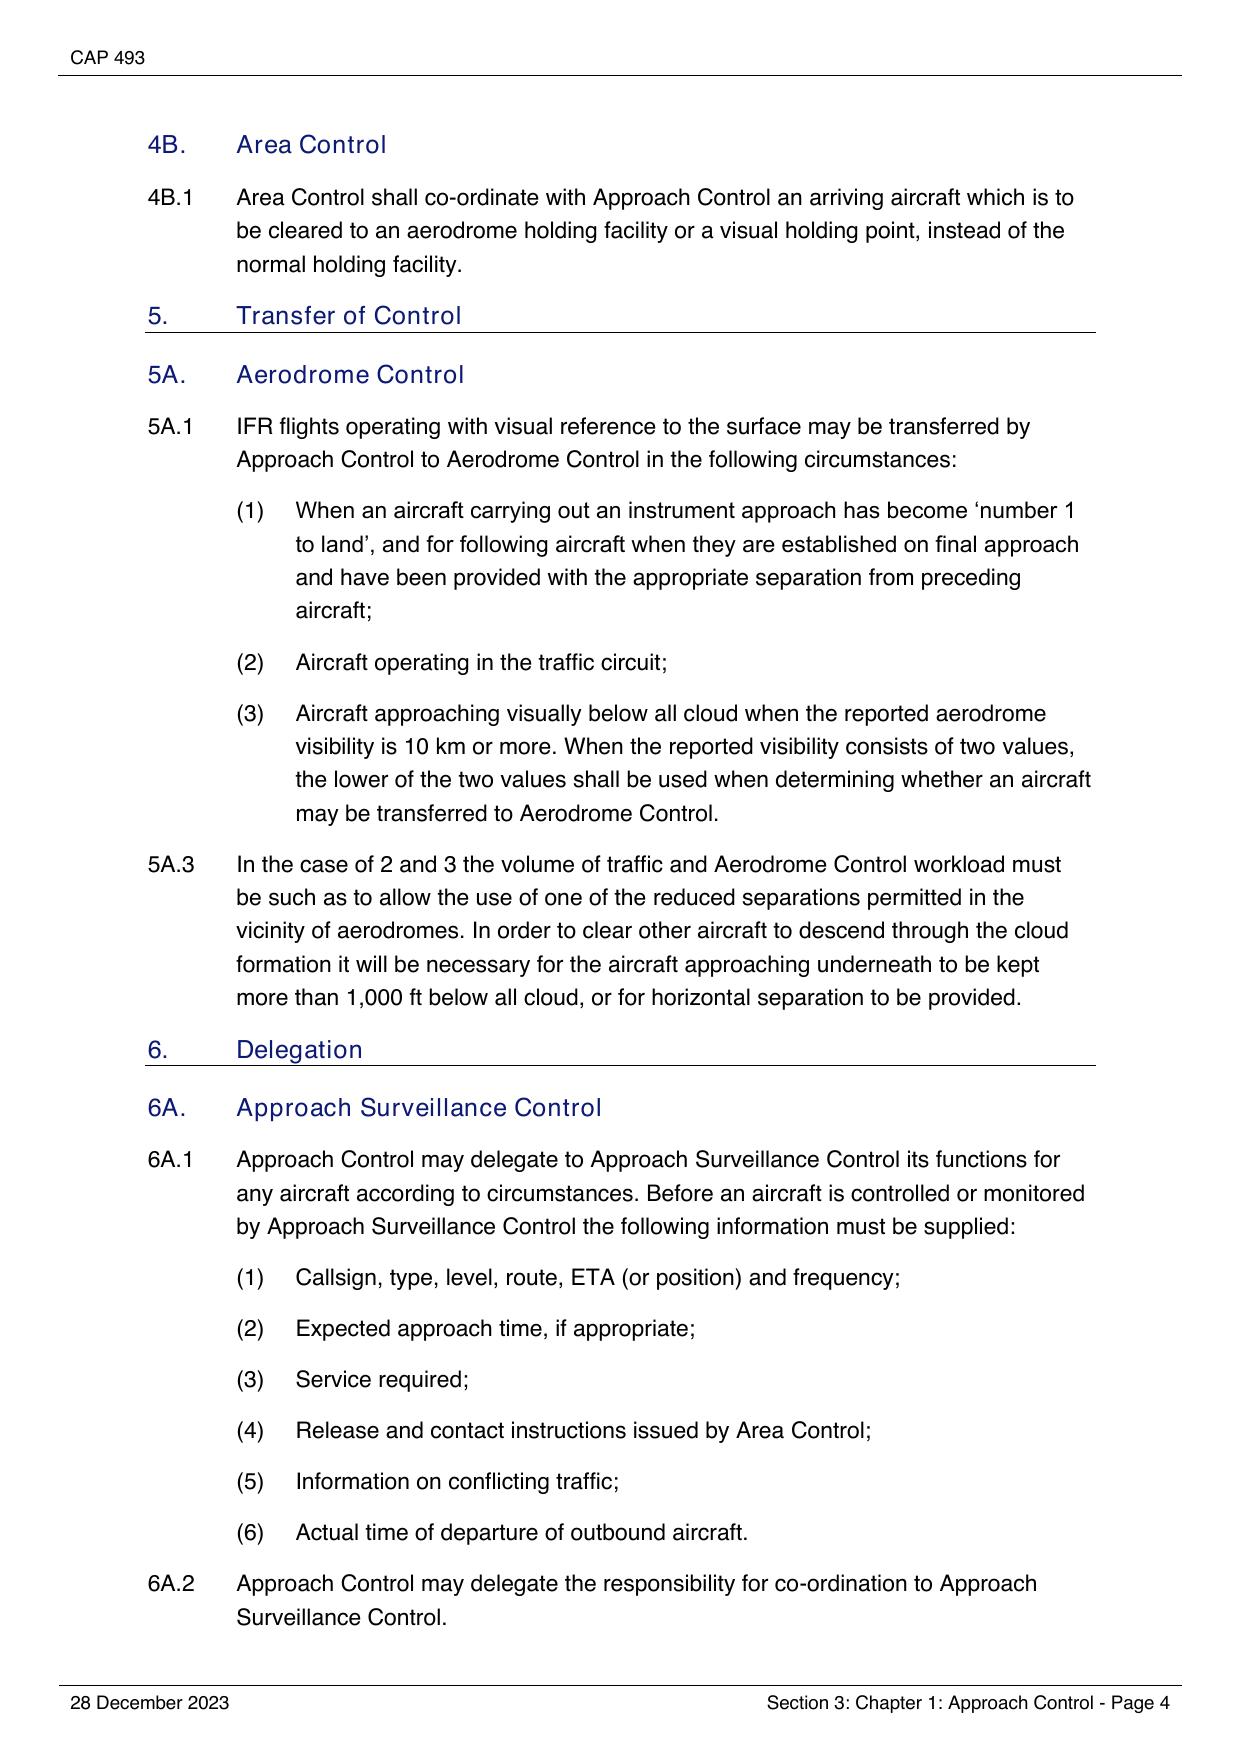 CAP 493
4B. Area Control
4B.1 Area Control shall co-ordinate with Approach Control an arriving aircraft which is to
be cleared to an aerodrome holding facility or a visual holding point, instead of the
normal holding facility.
5. Transfer of Control
5A. Aerodrome Control
5A.1 IFR flights operating with visual reference to the surface may be transferred by
Approach Control to Aerodrome Control in the following circumstances:
(1) When an aircraft carrying out an instrument approach has become ‘number 1
to land’, and for following aircraft when they are established on final approach
and have been provided with the appropriate separation from preceding
aircraft;
(2) Aircraft operating in the traffic circuit;
(3) Aircraft approaching visually below all cloud when the reported aerodrome
visibility is 10 km or more. When the reported visibility consists of two values,
the lower of the two values shall be used when determining whether an aircraft
may be transferred to Aerodrome Control.
5A.3 In the case of 2 and 3 the volume of traffic and Aerodrome Control workload must
be such as to allow the use of one of the reduced separations permitted in the
vicinity of aerodromes. In order to clear other aircraft to descend through the cloud
formation it will be necessary for the aircraft approaching underneath to be kept
more than 1,000 ft below all cloud, or for horizontal separation to be provided.
6. Delegation
6A. Approach Surveillance Control
6A.1 Approach Control may delegate to Approach Surveillance Control its functions for
any aircraft according to circumstances. Before an aircraft is controlled or monitored
by Approach Surveillance Control the following information must be supplied:
(1) Callsign, type, level, route, ETA (or position) and frequency;
(2) Expected approach time, if appropriate;
(3) Service required;
(4) Release and contact instructions issued by Area Control;
(5) Information on conflicting traffic;
(6) Actual time of departure of outbound aircraft.
6A.2 Approach Control may delegate the responsibility for co-ordination to Approach
Surveillance Control.
28 December 2023 Section 3: Chapter 1: Approach Control - Page 4